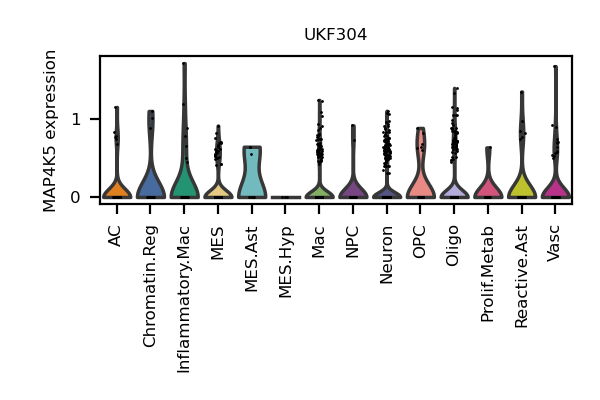 UKF304
MAP4K5 expression
1
0
AC
Chromatin.Reg
Inflammatory.Mac
MES
MES.Ast
MES.Hyp
Mac
NPC
Neuron
OPC
Oligo
Prolif.Metab
Reactive.Ast
Vasc